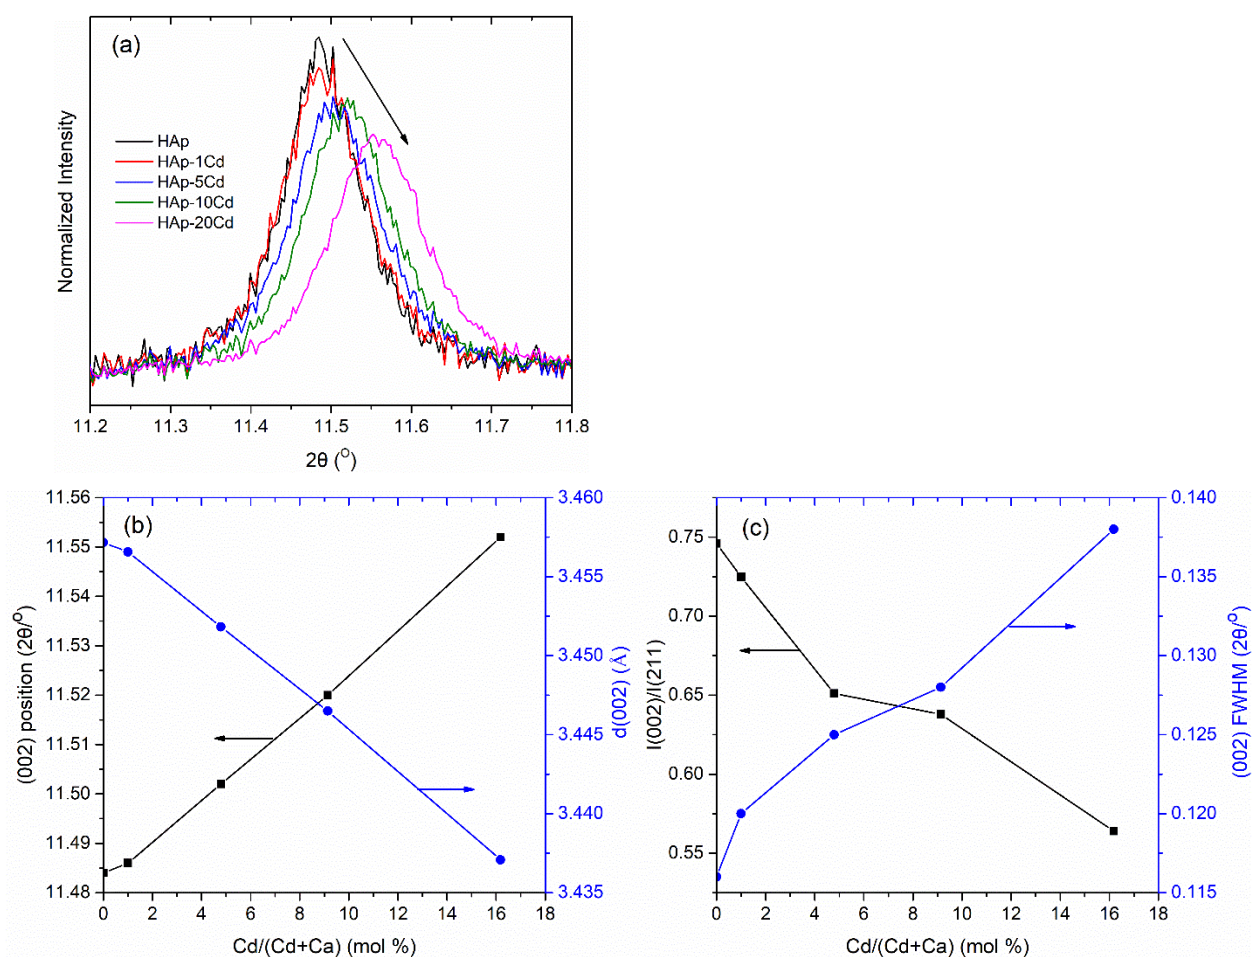 (a)
Normalized Intensity
HAp
HAp-1Cd
HAp-5Cd
HAp-10Cd
HAp-20Cd
11.2 11.3 11.4 11.5 11.6 11.7 11.8
2θ (°)
(b)
(002) position (2θ/°)
11.56
11.55
11.54
11.53
11.52
11.51
11.50
11.49
11.48
3.460
3.455
3.450
3.445
3.440
3.435
d(002) (Å)
0 2 4 6 8 10 12 14 16 18
Cd/(Cd+Ca) (mol %)
(c)
I(002)/I(211)
0.75
0.70
0.65
0.60
0.55
0.140
0.135
0.130
0.125
0.120
0.115
(002) FWHM (2θ/°)
0 2 4 6 8 10 12 14 16 18
Cd/(Cd+Ca) (mol %)